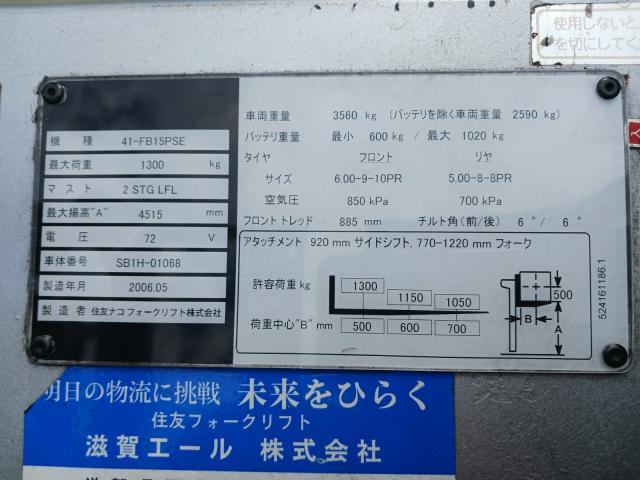 使用しないと
を切にしてく
機 種 41-FB15PSE
最大荷重 1300 kg
マスト 2 STG LFL
最大揚高"A" 4515 mm
電 圧 72 V
車体番号 SB1H-01068
製造年月 2006.05
製造者 住友ナコ フォークリフト株式会社
車両重量 3560 kg (バッテリを除く車両重量 2590 kg)
バッテリ重量 最小 600 kg / 最大 1020 kg
タイヤ フロント リヤ
サイズ 6.00-9-10PR 5.00-8-8PR
空気圧 850 kPa 700 kPa
フロントトレッド 885 mm チルト角(前/後) 6°/ 6°
アタッチメント 920 mm サイドシフト, 770-1220 mm フォーク
許容荷重 kg 1300 1150 1050
荷重中心"B" mm 500 600 700
500
B
A
524161186.1
明日の物流に挑戦 未来をひらく
住友フォークリフト
滋賀エール 株式会社